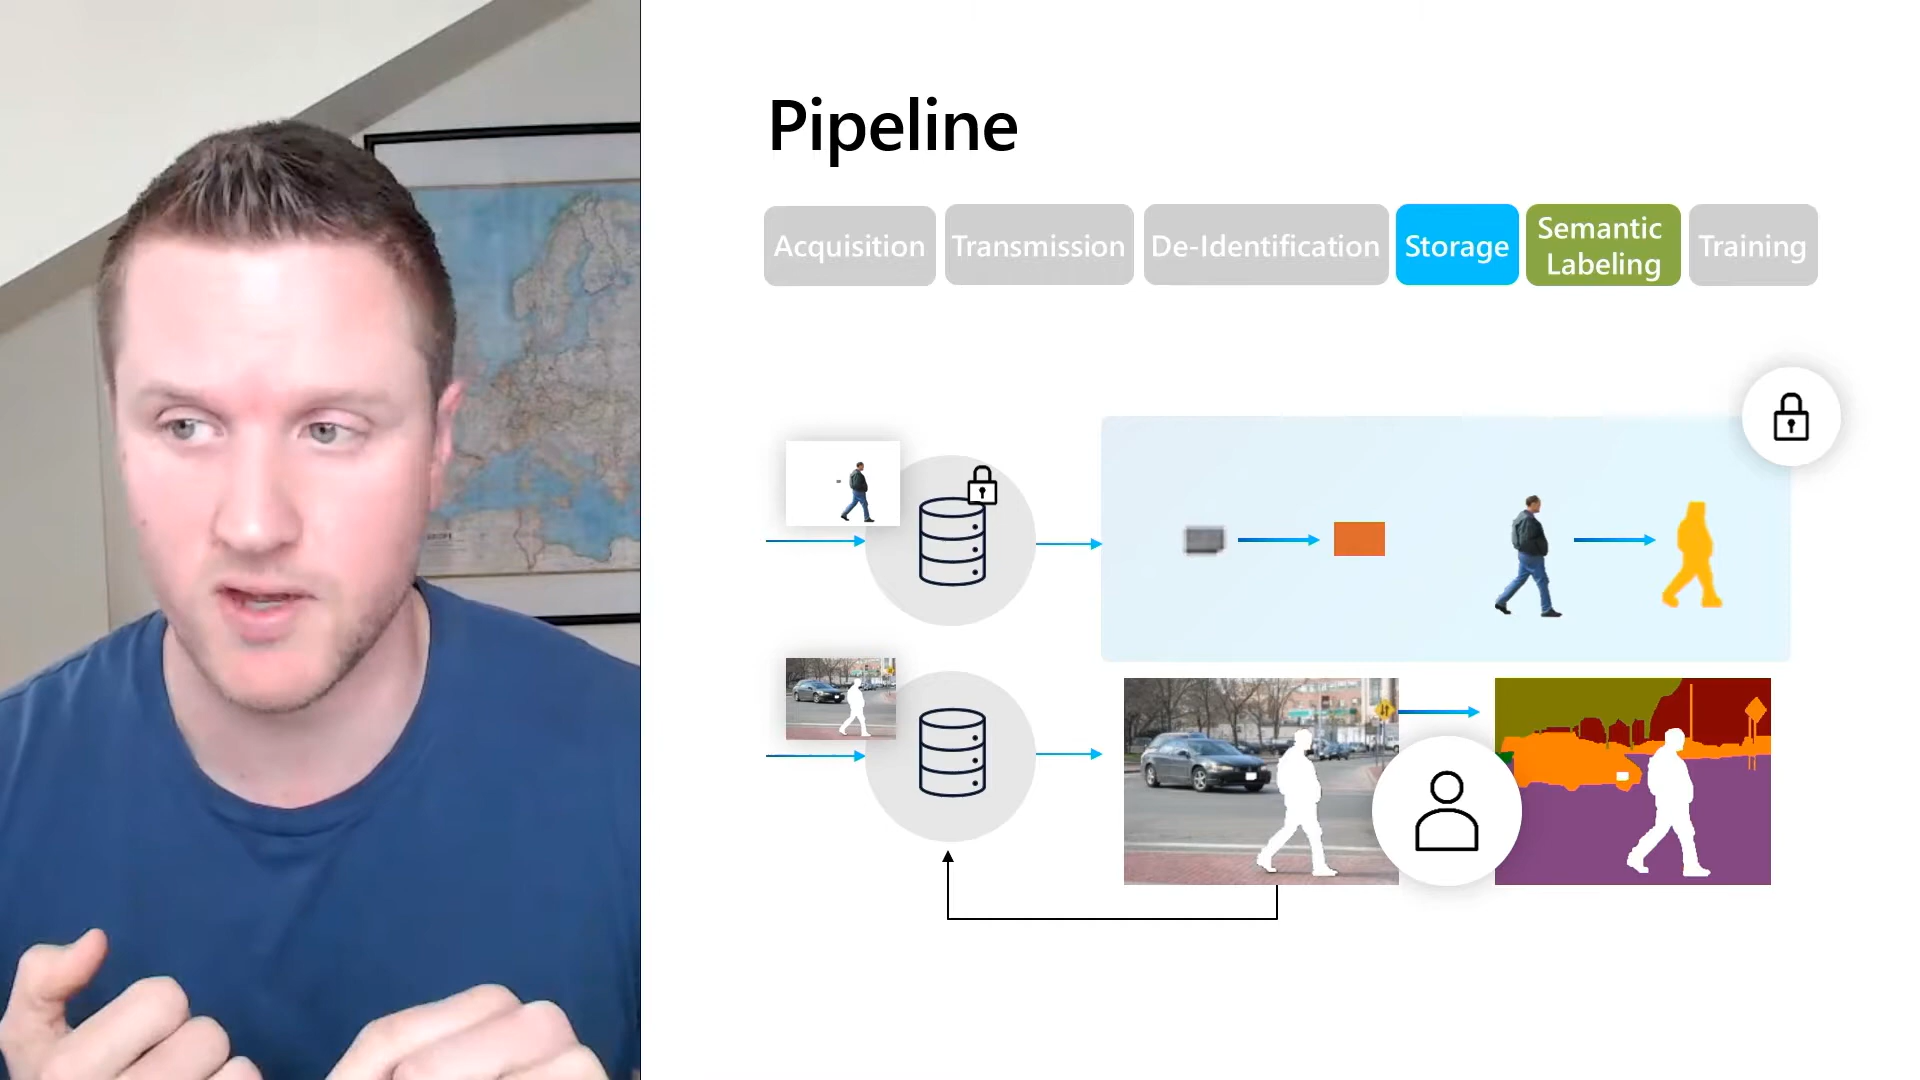 Pipeline
Acquisition
Transmission
De-Identification
Storage
Semantic
Labeling
Training